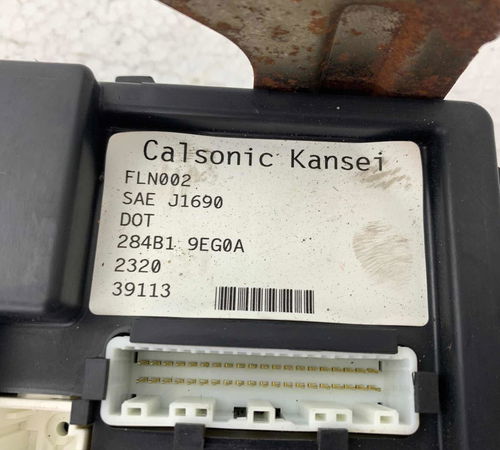 Calsonic Kansei
FLN002
SAE J1690
DOT
284B1 9EG0A
2320
39113